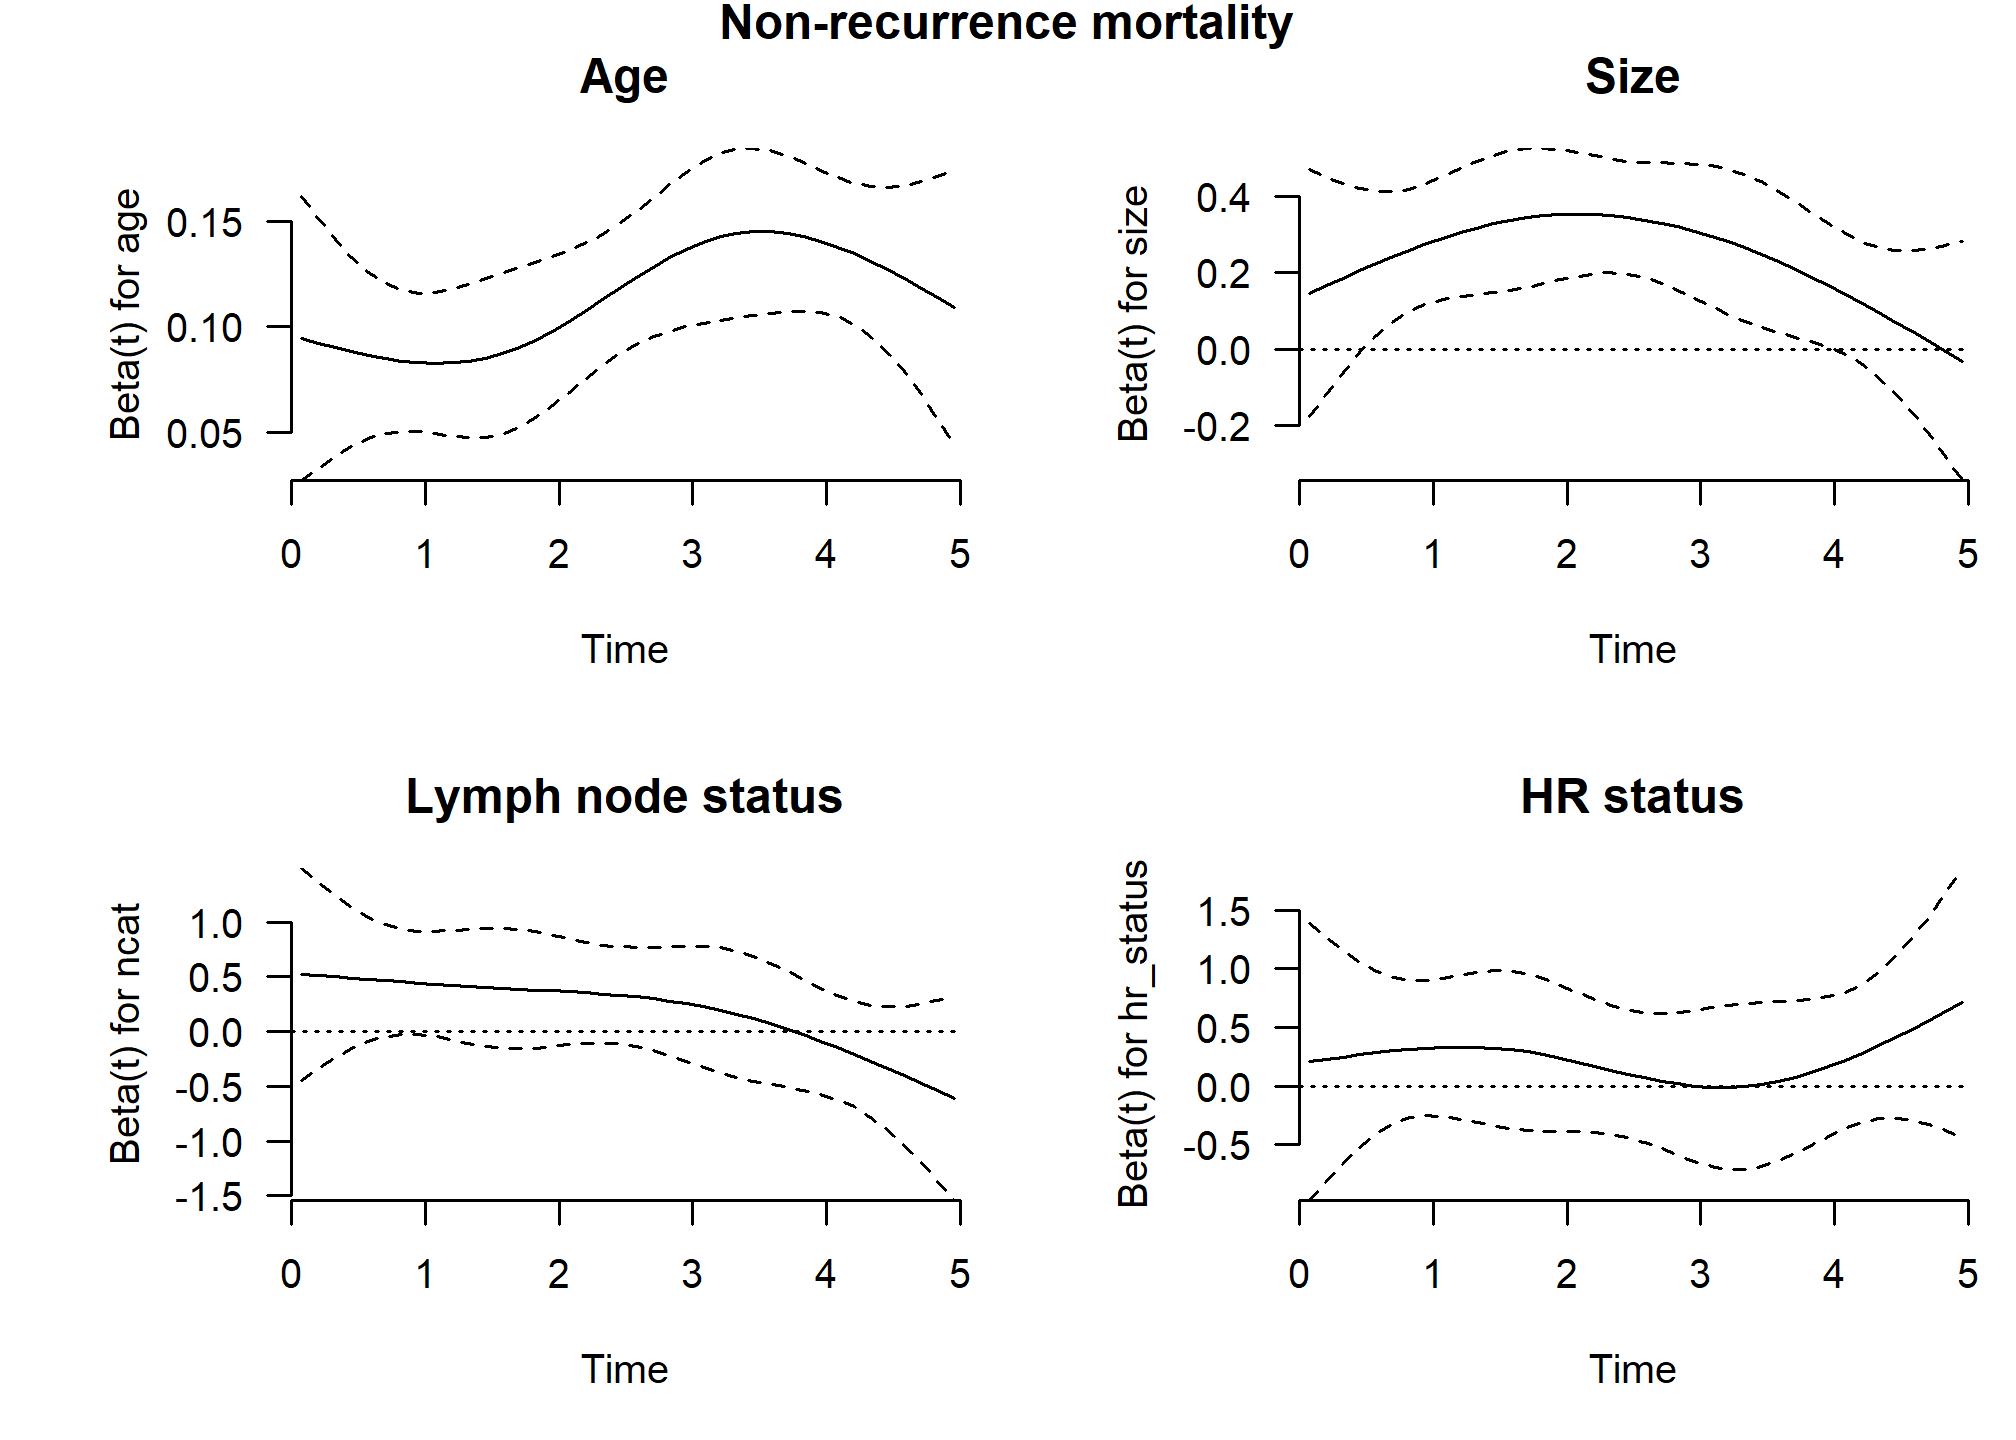 Non-recurrence mortality
Age
Beta(t) for age
0.15
0.10
0.05
0 1 2 3 4 5
Time
Size
Beta(t) for size
0.4
0.2
0.0
-0.2
0 1 2 3 4 5
Time
Lymph node status
Beta(t) for ncat
1.0
0.5
0.0
-0.5
-1.0
-1.5
0 1 2 3 4 5
Time
HR status
Beta(t) for hr_status
1.5
1.0
0.5
0.0
-0.5
0 1 2 3 4 5
Time